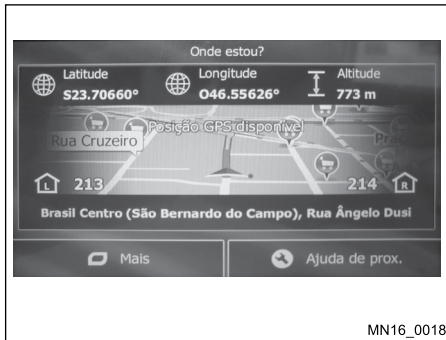 Onde estou?
Latitude
S23.70660°
Longitude
O46.55626°
Altitude
773 m
Posição GPS disponível
Rua Cruzeiro
L 213
214 R
Brasil Centro (São Bernardo do Campo), Rua Ângelo Dusi
Mais
Ajuda de prox.
MN16_0018